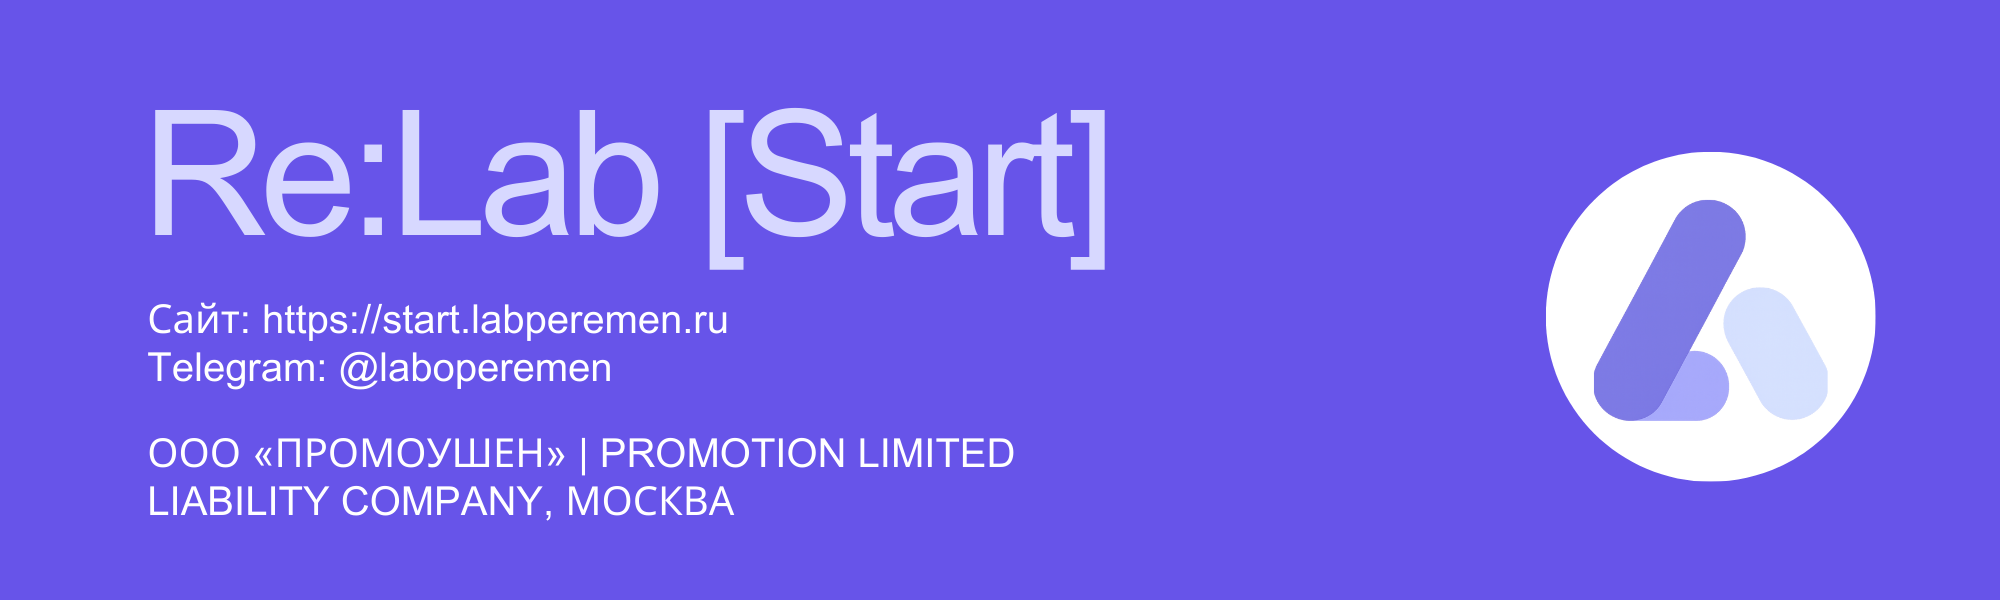 Re:Lab [Start]
Сайт: https://start.labperemen.ru
Telegram: @laboperemen
ООО «ПРОМОУШЕН» | PROMOTION LIMITED
LIABILITY COMPANY, МОСКВА